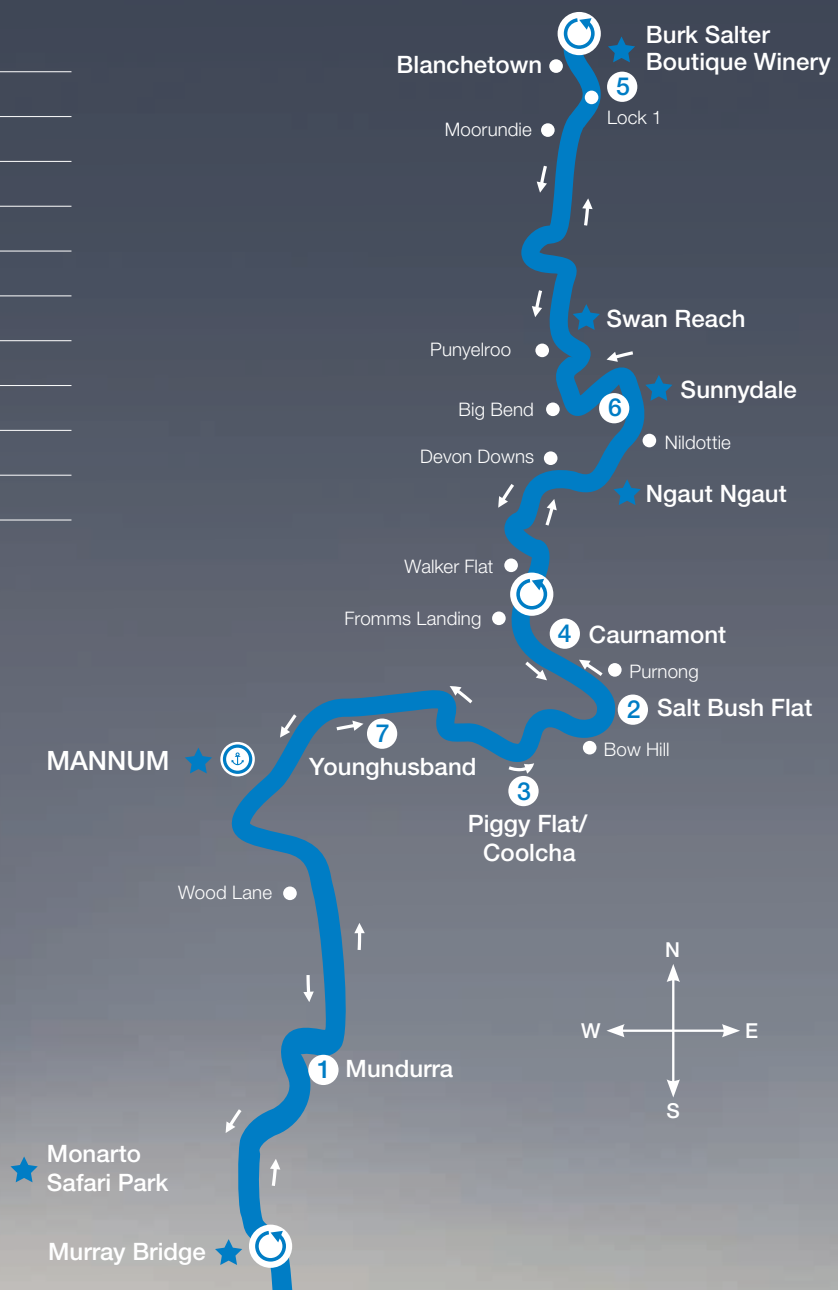 Burk Salter
Boutique Winery
Blanchetown
5
Lock 1
Moorundie
Swan Reach
Punyelroo
Sunnydale
Big Bend
6
Nildottie
Devon Downs
Ngaut Ngaut
Walker Flat
Fromms Landing
4 Caurnamont
Purnong
2 Salt Bush Flat
Bow Hill
MANNUM
7
Younghusband
3
Piggy Flat/
Coolcha
Wood Lane
N
W E
S
1 Mundurra
Monarto
Safari Park
Murray Bridge